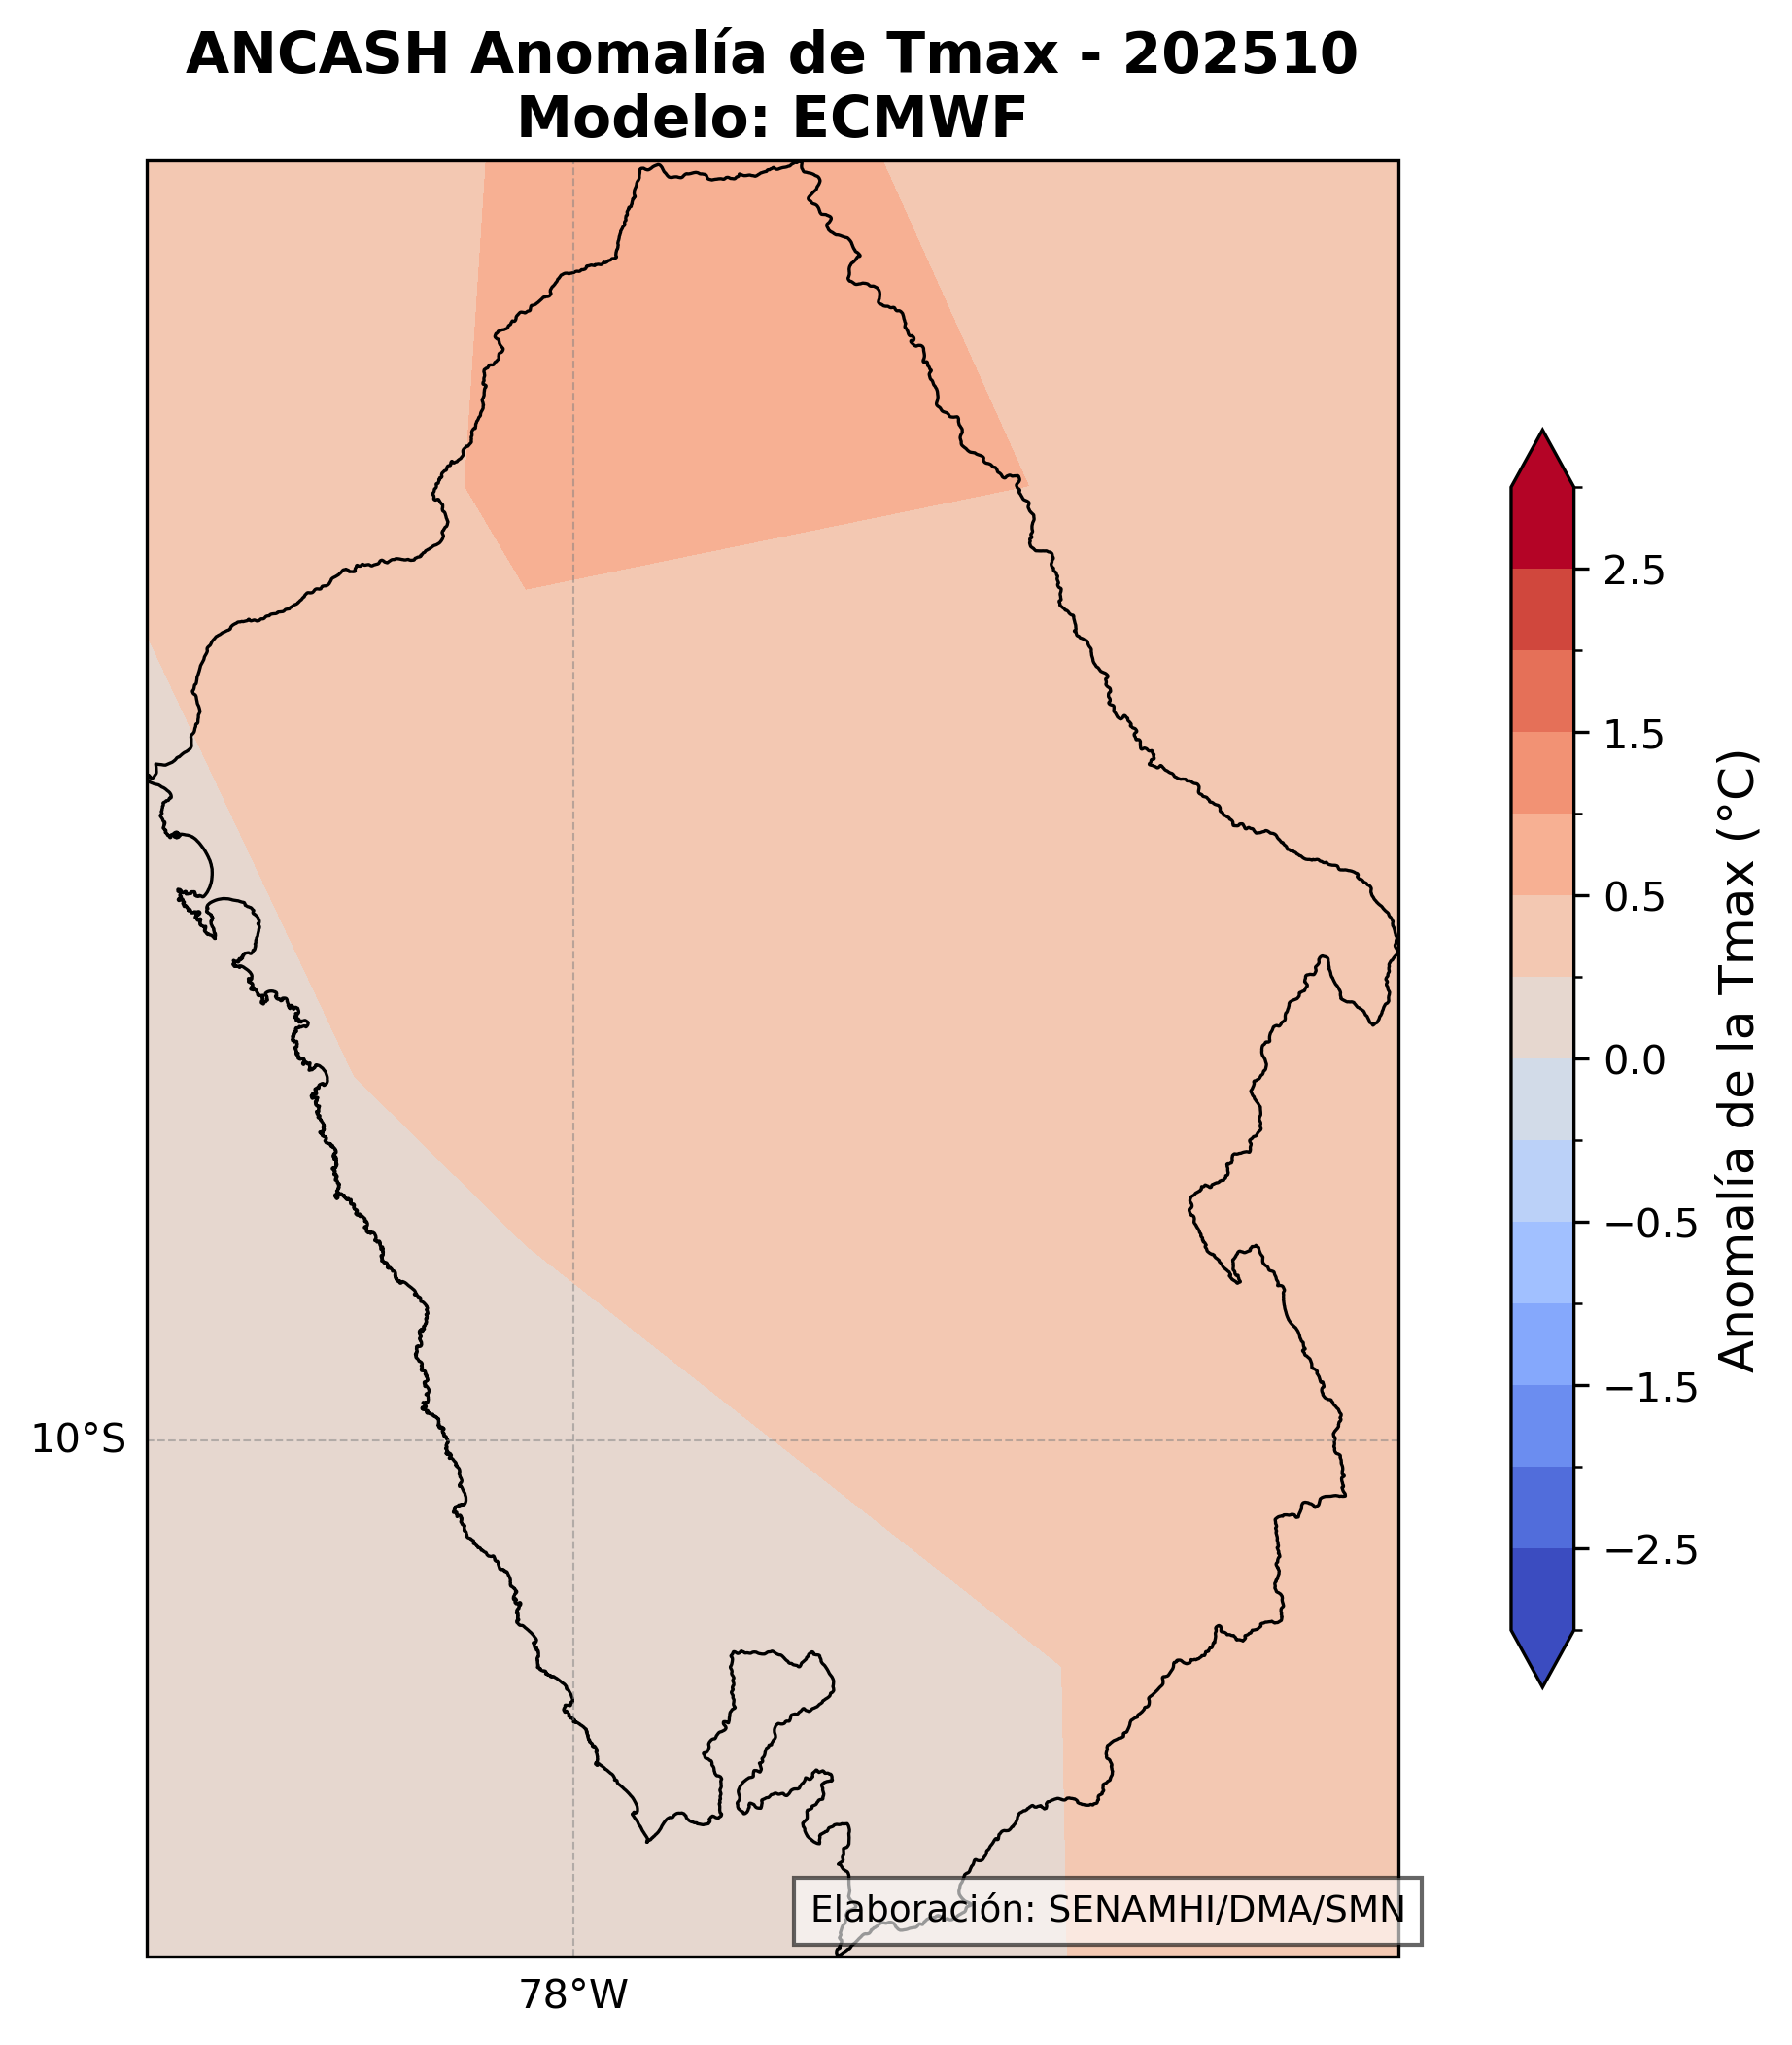 ANCASH Anomalía de Tmax - 202510
Modelo: ECMWF
2.5
1.5
0.5
0.0
−0.5
−1.5
−2.5
Anomalía de la Tmax (°C)
10°S
78°W
Elaboración: SENAMHI/DMA/SMN